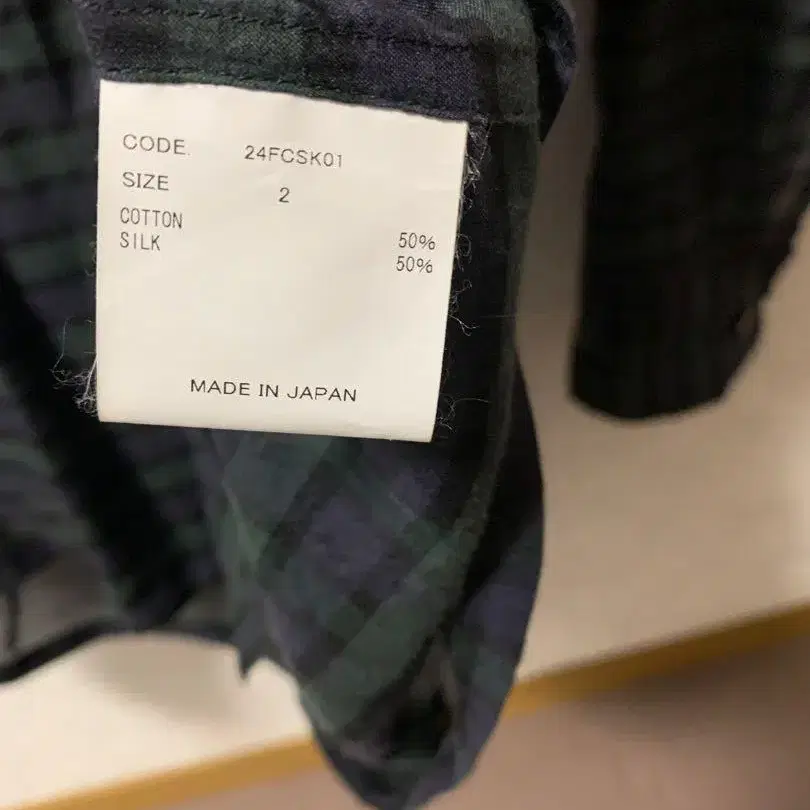 CODE. 24FCSK01
SIZE 2
COTTON 50%
SILK 50%
MADE IN JAPAN